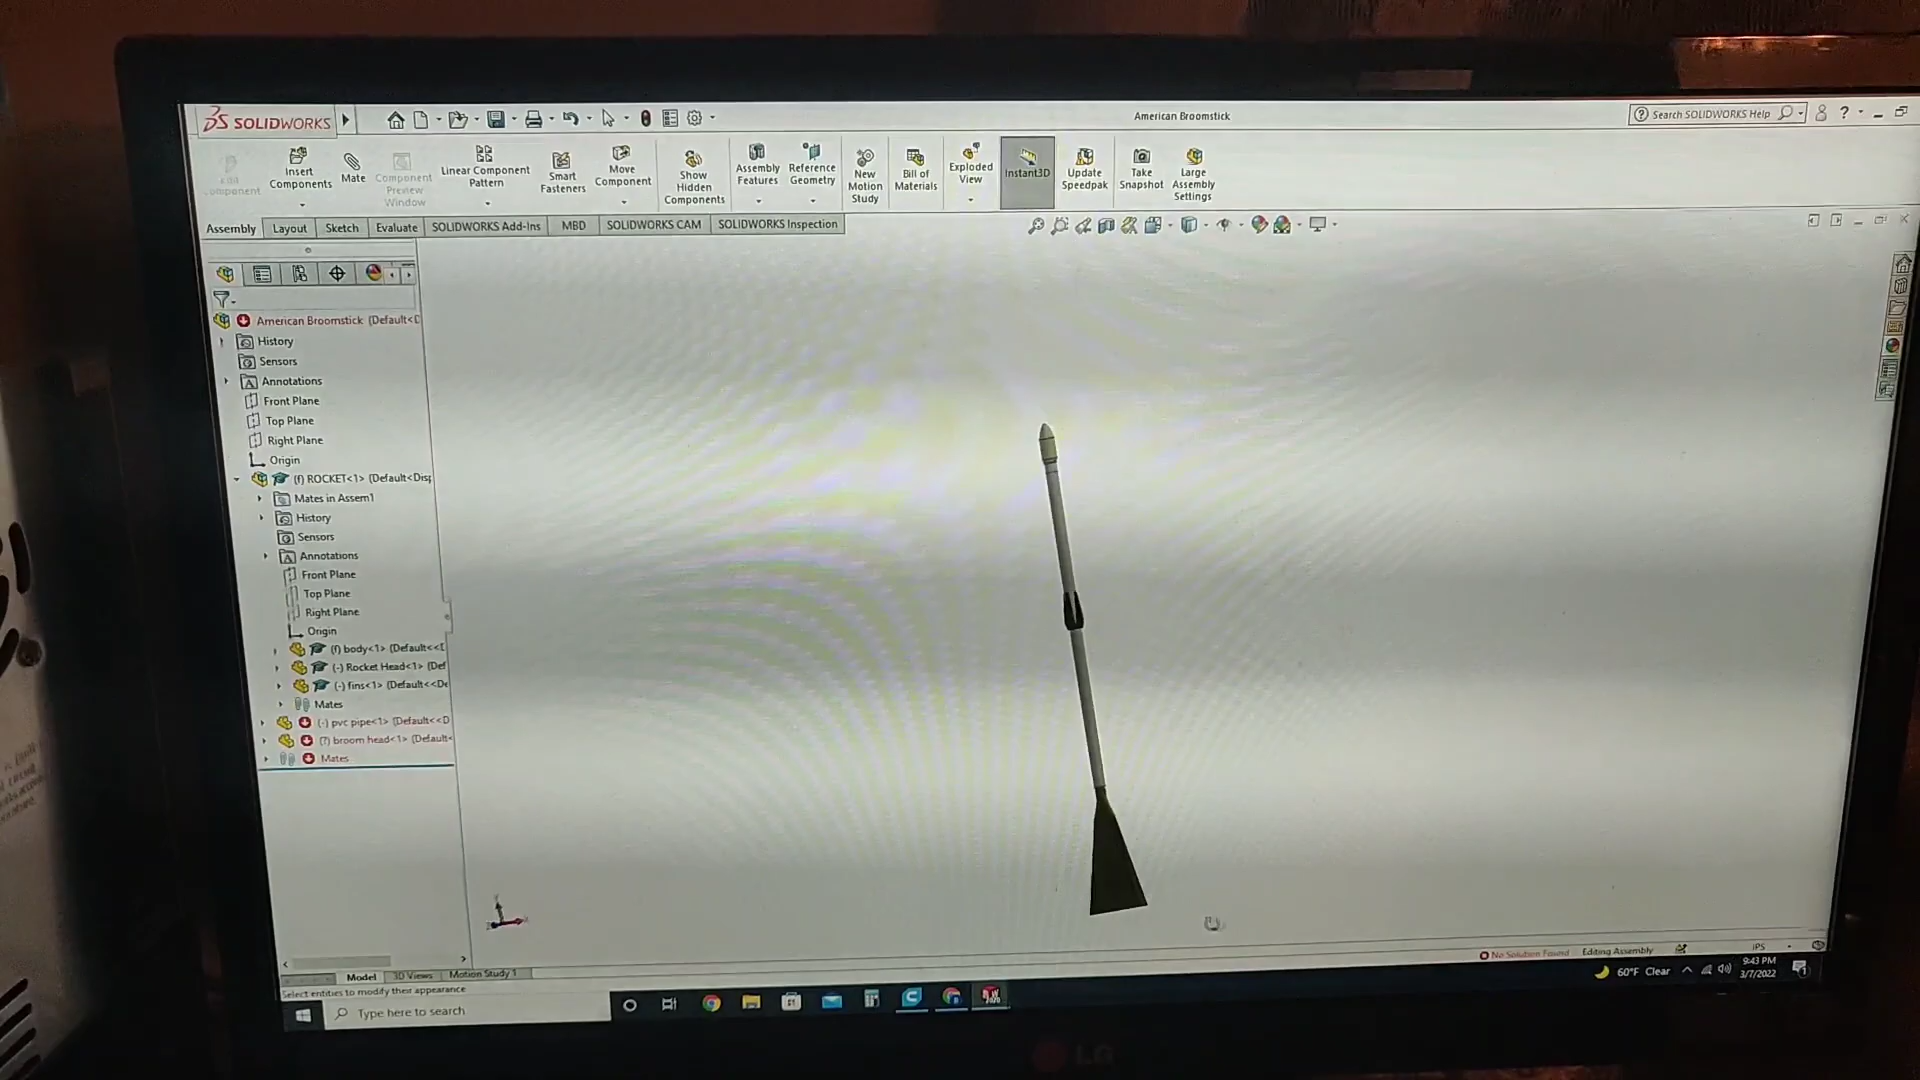 SOLIDWORKS
American Broomstick
Search SOLIDWORKS Help
Edit Component
Insert Components
Mate
Component Preview Window
Linear Component Pattern
Smart Fasteners
Move Component
Show Hidden Components
Assembly Features
Reference Geometry
New Motion Study
Bill of Materials
Exploded View
Instant3D
Update Speedpak
Take Snapshot
Large Assembly Settings
Assembly
Layout
Sketch
Evaluate
SOLIDWORKS Add-Ins
MBD
SOLIDWORKS CAM
SOLIDWORKS Inspection
American Broomstick (Default<D
History
Sensors
Annotations
Front Plane
Top Plane
Right Plane
Origin
(f) ROCKET<1> (Default<Disp
Mates in Assem1
History
Sensors
Annotations
Front Plane
Top Plane
Right Plane
Origin
(f) body<1> (Default<<D
(-) Rocket Head<1> (Def
(-) fins<1> (Default<<De
Mates
(-) pvc pipe<1> (Default<<D
(?) broom head<1> (Default<
Mates
Model
3D Views
Motion Study 1
Select entities to modify their appearance
No Solution Found
Editing Assembly
IPS
Type here to search
60°F Clear
9:43 PM
3/7/2022
LG